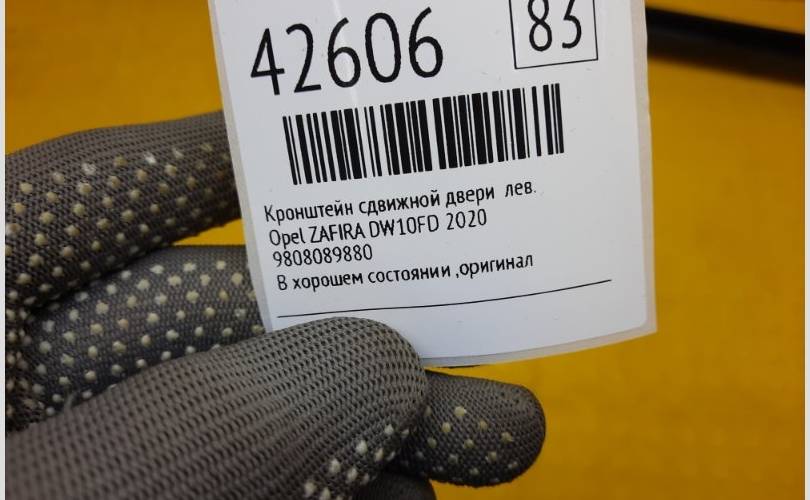 42606
83
Кронштейн сдвижной двери лев.
Opel ZAFIRA DW10FD 2020
9808089880
В хорошем состоянии ,оригинал